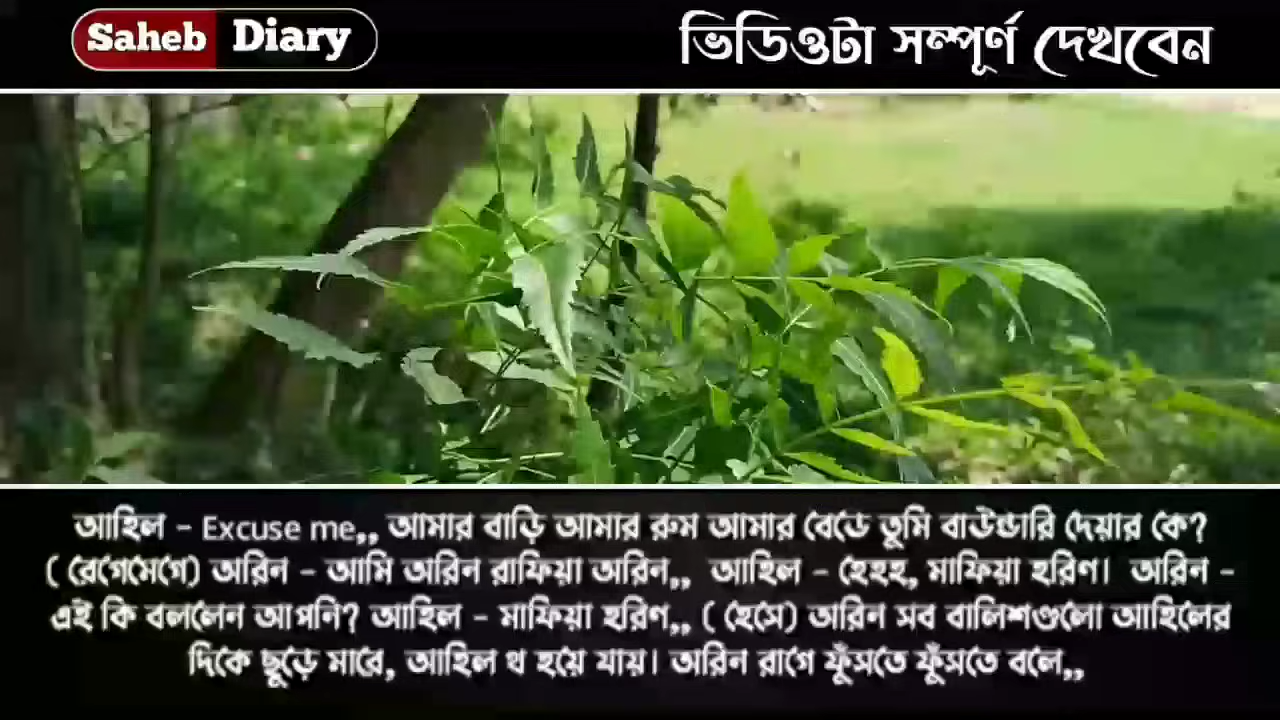 Saheb Diary
ভিডিওটা সম্পূর্ণ দেখবেন
আহিল - Excuse me,, আমার বাড়ি আমার রুম আমার বেডে তুমি বাউন্ডারি দেয়ার কে?
( রেগেমেগে) অরিন - আমি অরিন রাফিয়া অরিন,, আহিল - হেহহ, মাফিয়া হরিণ। অরিন -
এই কি বললেন আপনি? আহিল - মাফিয়া হরিণ,, ( হেসে) অরিন সব বালিশগুলো আহিলের
দিকে ছুড়ে মারে, আহিল থ হয়ে যায়। অরিন রাগে ফুঁসতে ফুঁসতে বলে,,